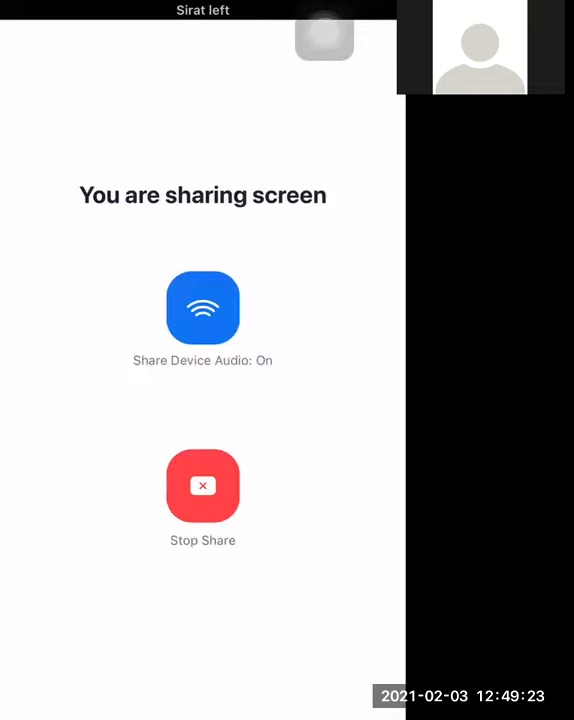 Sirat left
You are sharing screen
Share Device Audio: On
Stop Share
2021-02-03 12:49:23